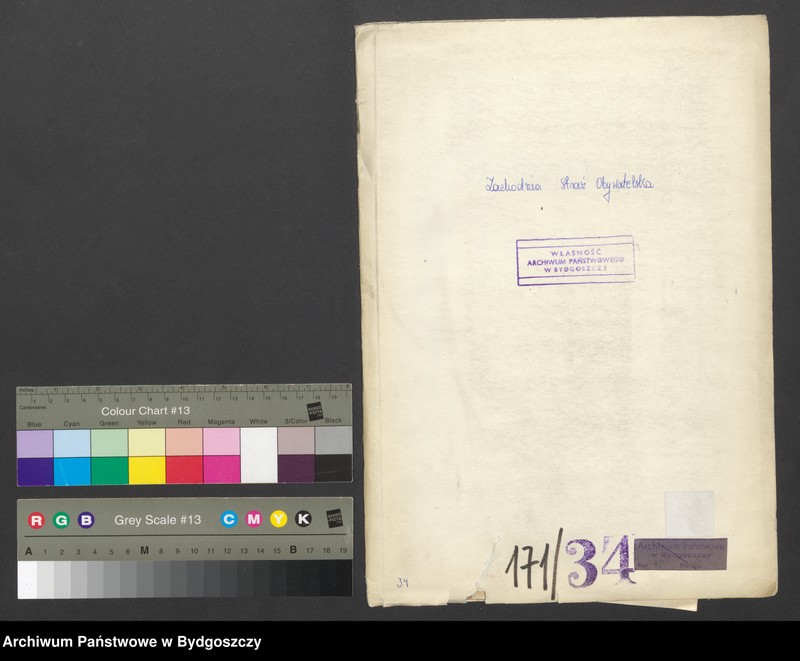 Zachodnia Straż Obywatelska
WŁASNOŚĆ
ARCHIWUM PAŃSTWOWEGO
W BYDGOSZCZY
Inches
Centimetres
Colour Chart #13
Blue Cyan Green Yellow Red Magenta White 3/Color Black
R G B Grey Scale #13 C M Y K
A 1 2 3 4 5 6 M 8 9 10 11 12 13 14 15 B 17 18 19
34
171/34
Archiwum Państwowe
w Bydgoszczy
Archiwum Państwowe w Bydgoszczy